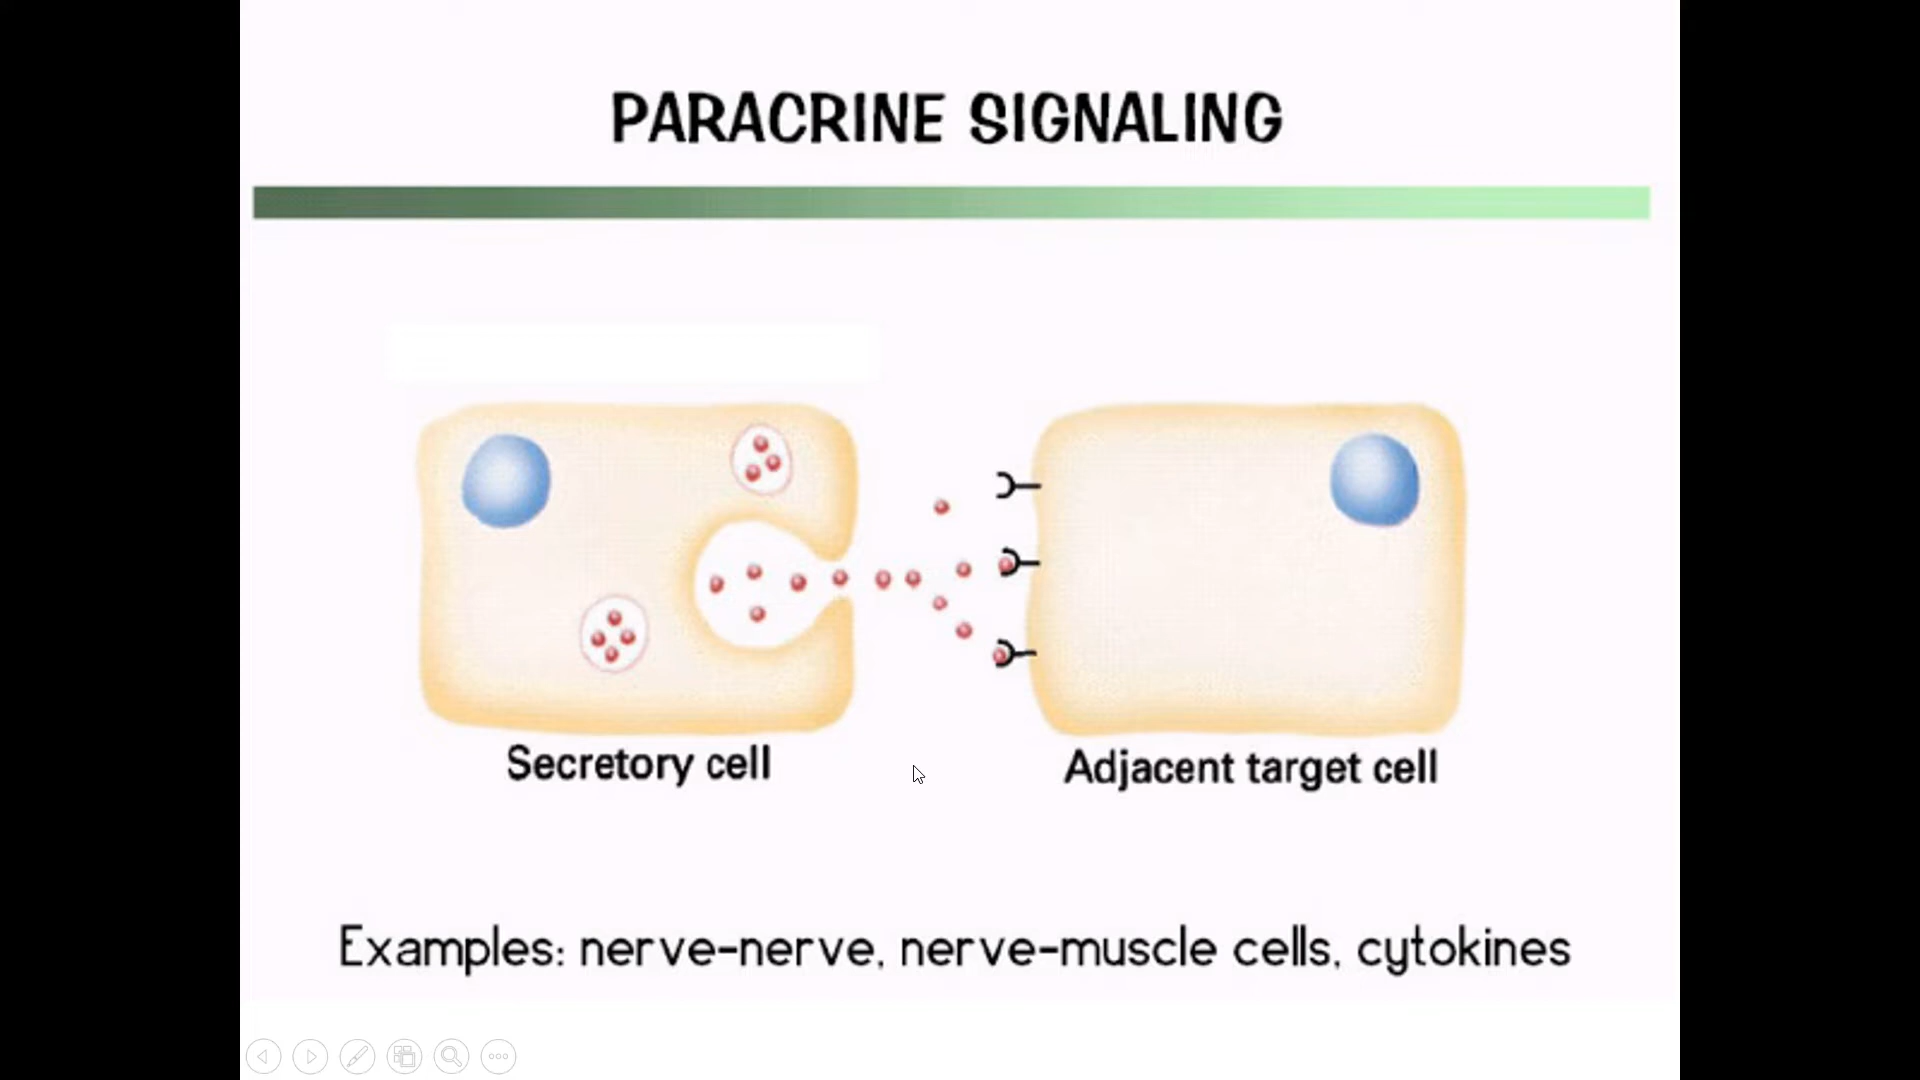 PARACRINE SIGNALING
Secretory cell
Adjacent target cell
Examples: nerve-nerve, nerve-muscle cells, cytokines